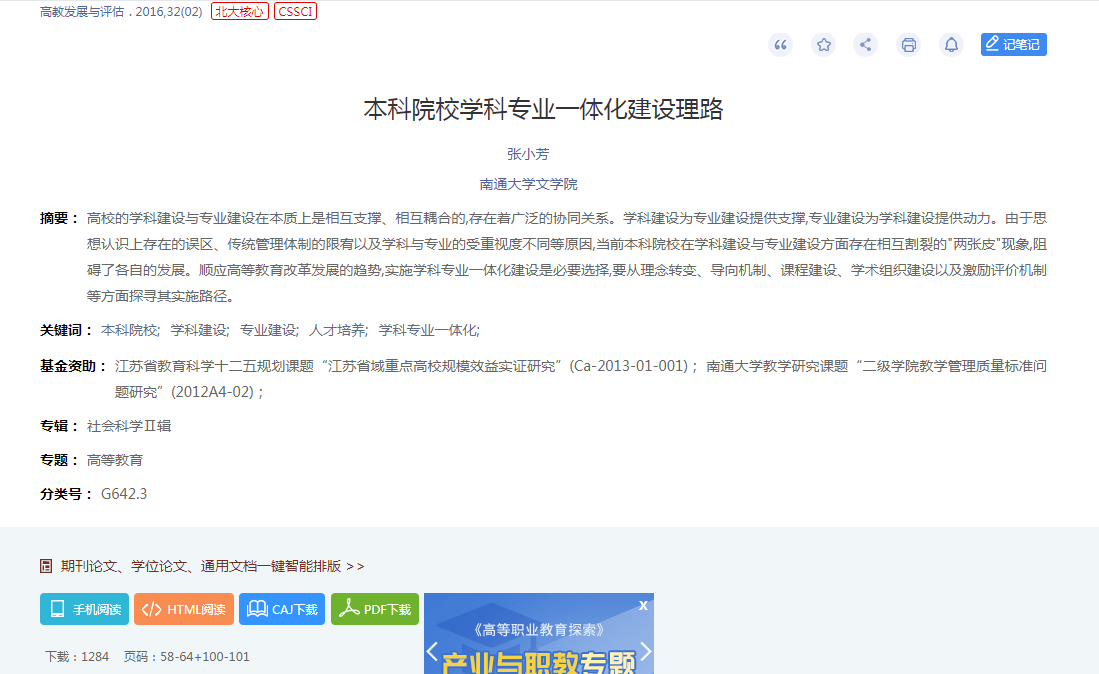 高教发展与评估 . 2016,32(02) 北大核心 CSSCI
记笔记
本科院校学科专业一体化建设理路
张小芳
南通大学文学院
摘要： 高校的学科建设与专业建设在本质上是相互支撑、相互耦合的,存在着广泛的协同关系。学科建设为专业建设提供支撑,专业建设为学科建设提供动力。由于思
想认识上存在的误区、传统管理体制的限宥以及学科与专业的受重视度不同等原因,当前本科院校在学科建设与专业建设方面存在相互割裂的"两张皮"现象,阻
碍了各自的发展。顺应高等教育改革发展的趋势,实施学科专业一体化建设是必要选择,要从理念转变、导向机制、课程建设、学术组织建设以及激励评价机制
等方面探寻其实施路径。
关键词： 本科院校; 学科建设; 专业建设; 人才培养; 学科专业一体化;
基金资助： 江苏省教育科学十二五规划课题“江苏省域重点高校规模效益实证研究”(Ca-2013-01-001)； 南通大学教学研究课题“二级学院教学管理质量标准问
题研究”(2012A4-02)；
专辑： 社会科学Ⅱ辑
专题： 高等教育
分类号： G642.3
期刊论文、学位论文、通用文档一键智能排版 >>
手机阅读 HTML阅读 CAJ下载 PDF下载
x
《高等职业教育探索》
产业与职教专题
下载：1284 页码：58-64+100-101